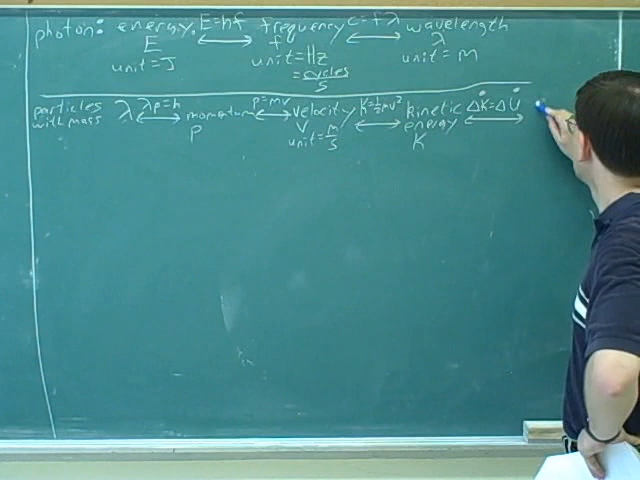 photon: energy E=hf frequency c=fλ wavelength
E f λ
unit=J unit=Hz unit=m
=cycles/s
particles with mass λ λp=h momentum p=mv velocity K=½mv² kinetic energy ΔK=ΔU
p v K
unit=m/s